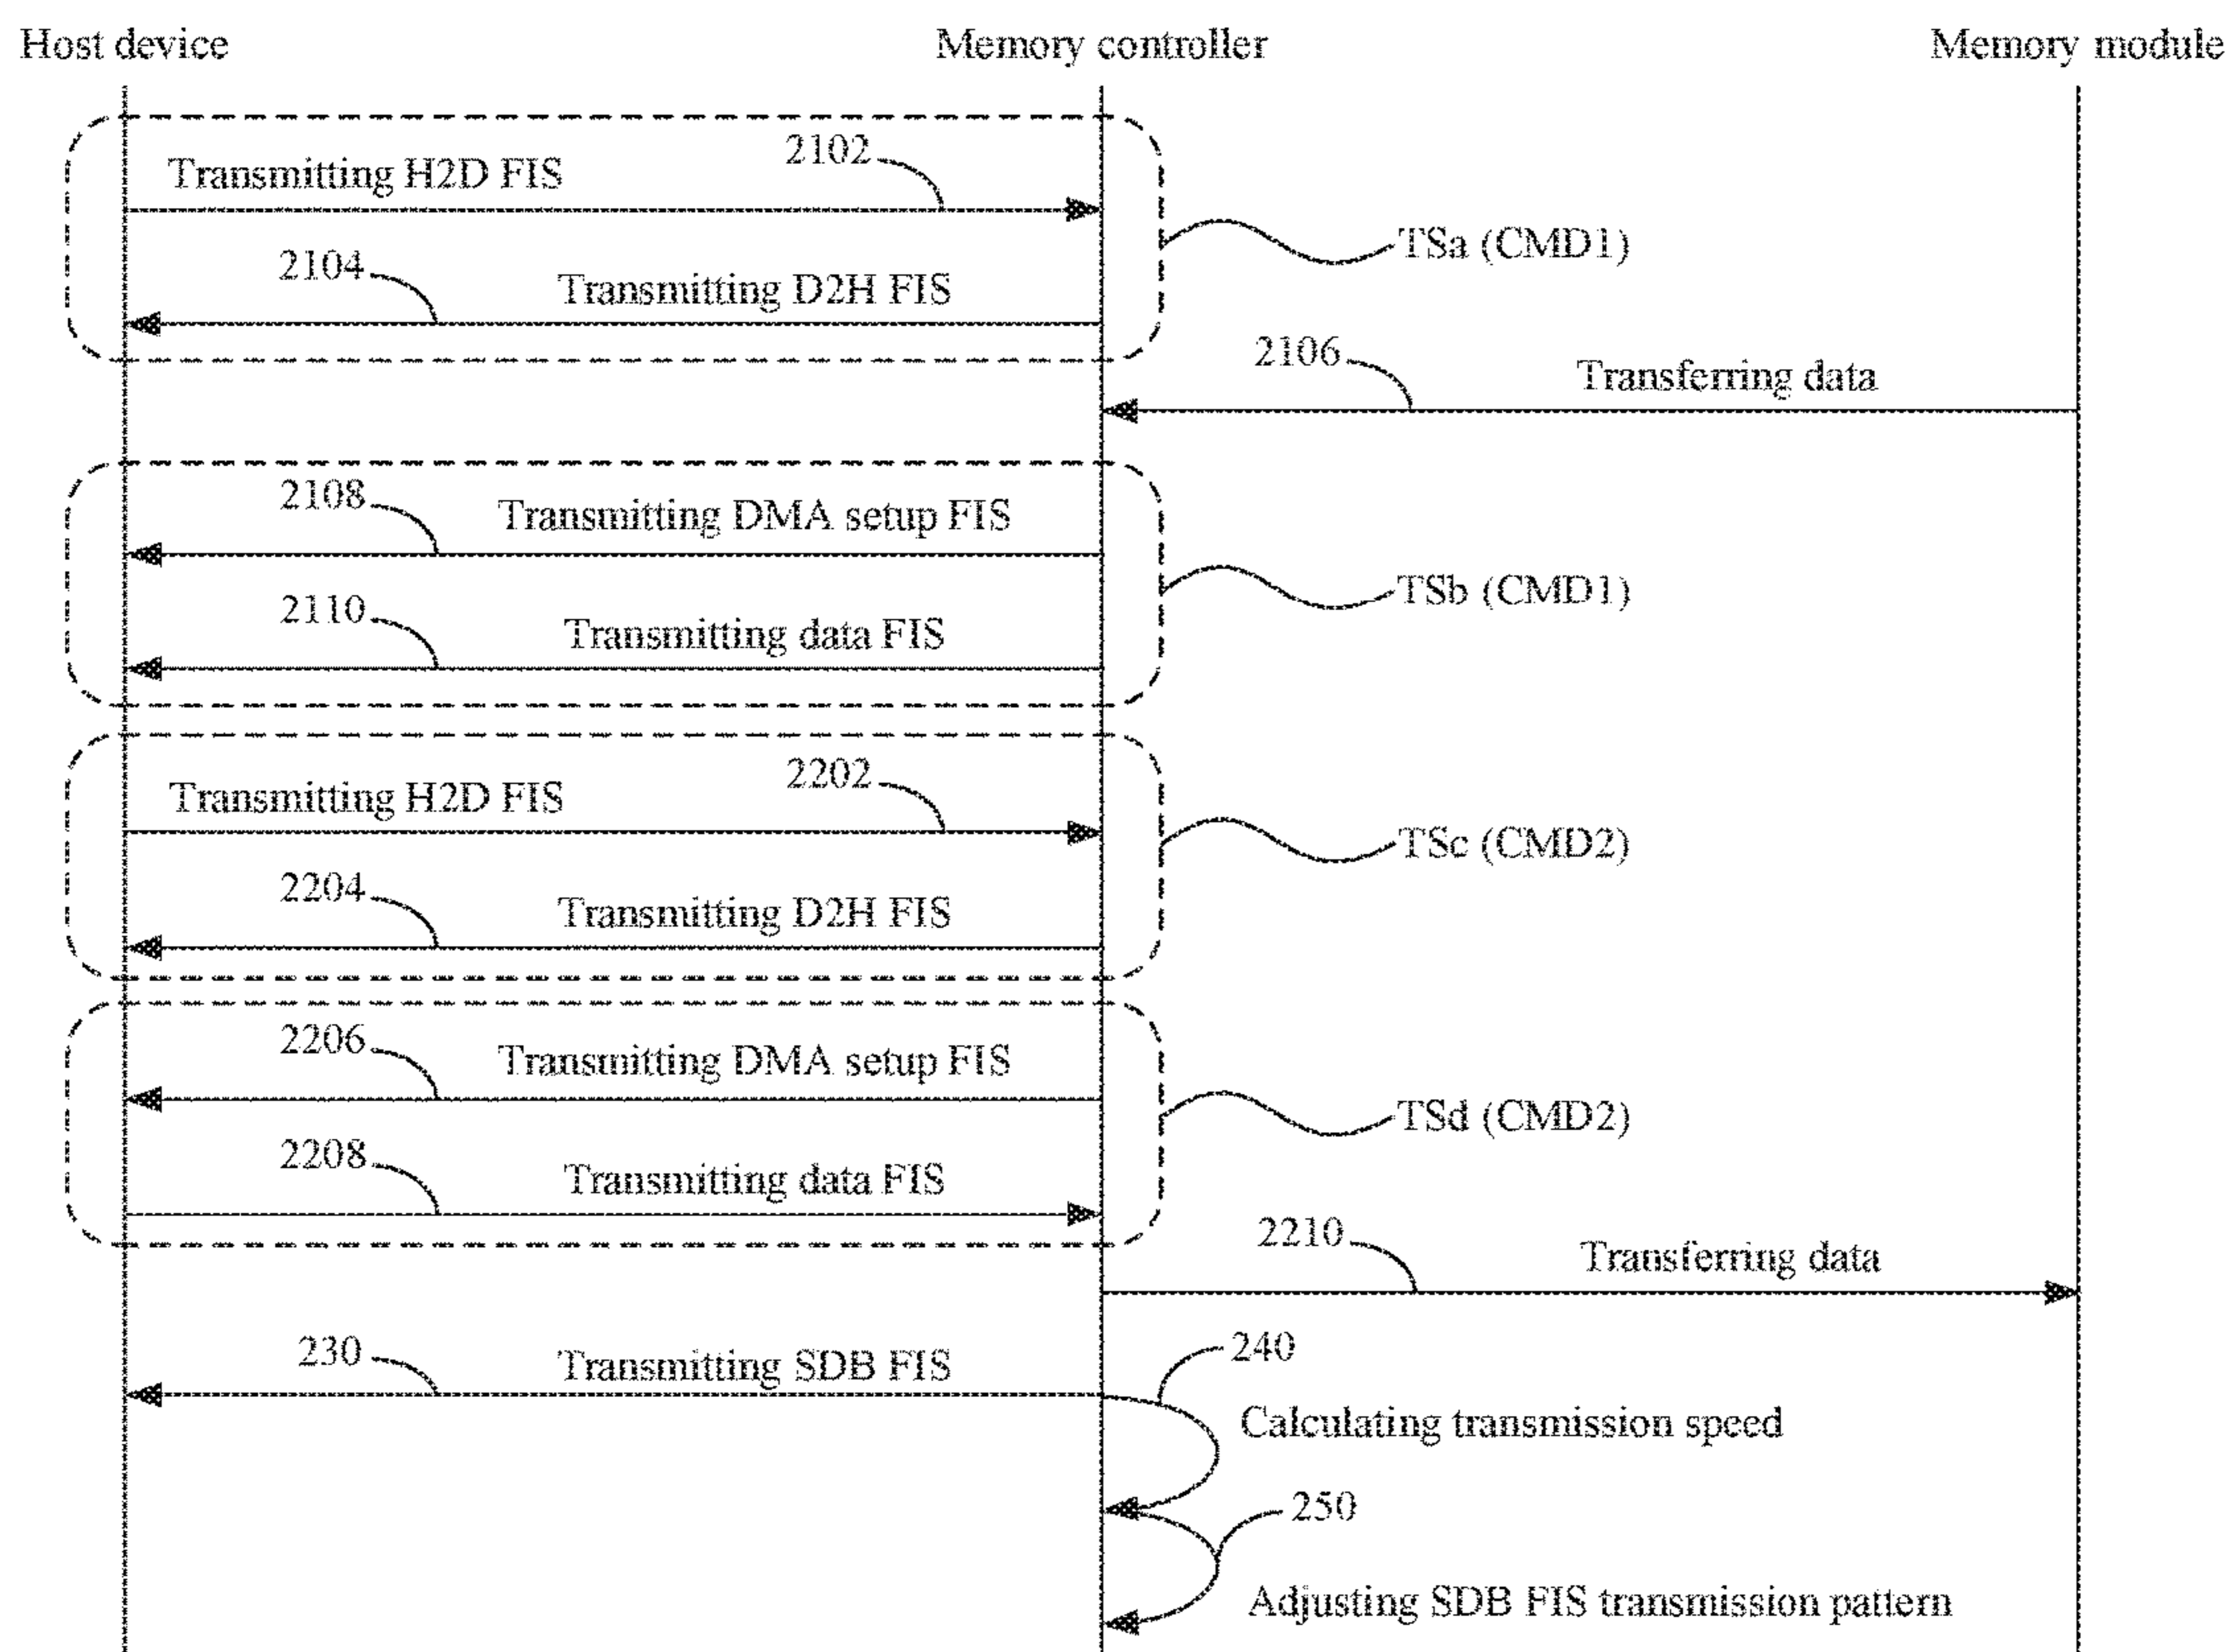 Host device
Memory controller
Memory module
2102
Transmitting H2D FIS
TSa (CMD1)
2104
Transmitting D2H FIS
2106
Transferring data
2108
Transmitting DMA setup FIS
TSb (CMD1)
2110
Transmitting data FIS
2202
Transmitting H2D FIS
TSc (CMD2)
2204
Transmitting D2H FIS
2206
Transmitting DMA setup FIS
TSd (CMD2)
2208
Transmitting data FIS
2210
Transferring data
230
Transmitting SDB FIS
240
Calculating transmission speed
250
Adjusting SDB FIS transmission pattern